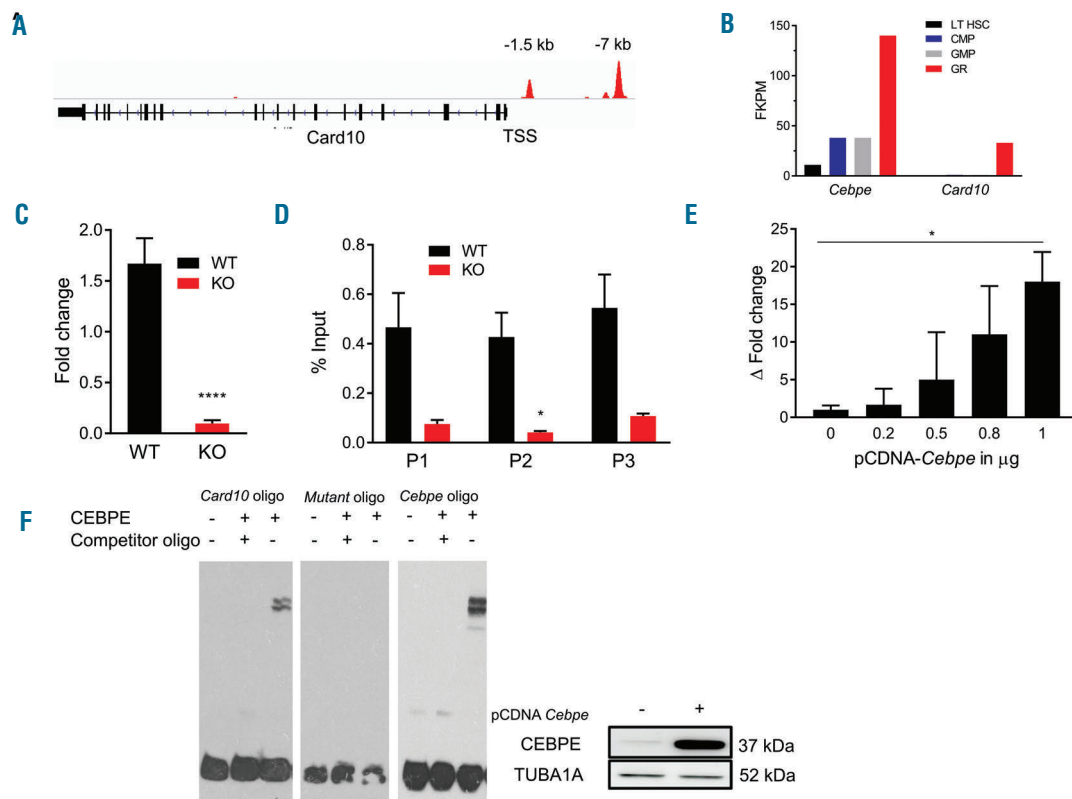 A
-1.5 kb -7 kb
Card10 TSS
B
LT HSC
CMP
GMP
GR
FKPM
150
100
50
0
Cebpe Card10
C
Fold change
2.0
1.5
1.0
0.5
0.0
WT
KO
****
WT KO
D
% Input
0.8
0.6
0.4
0.2
0.0
WT
KO
*
P1 P2 P3
E
Δ Fold change
25
20
15
10
5
0
*
0 0.2 0.5 0.8 1
pCDNA-Cebpe in μg
F
Card10 oligo Mutant oligo Cebpe oligo
CEBPE - + + - + + - + +
Competitor oligo - + - - + - - + -
pCDNA Cebpe - +
CEBPE 37 kDa
TUBA1A 52 kDa